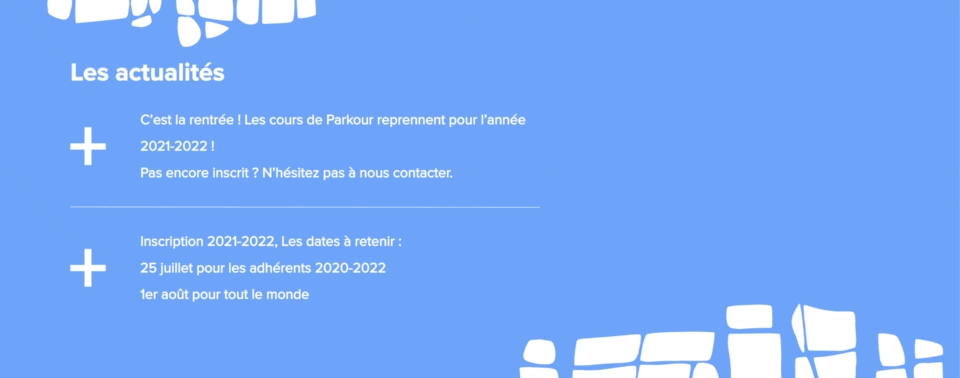 Les actualités
C'est la rentrée ! Les cours de Parkour reprennent pour l'année
2021-2022 !
Pas encore inscrit ? N'hésitez pas à nous contacter.
Inscription 2021-2022, Les dates à retenir :
25 juillet pour les adhérents 2020-2022
1er août pour tout le monde